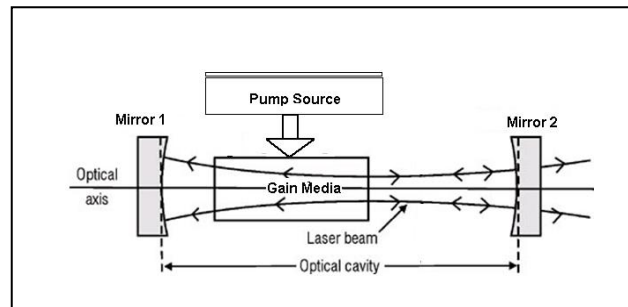 Pump Source
Mirror 1
Mirror 2
Optical
axis
Gain Media
Laser beam
Optical cavity